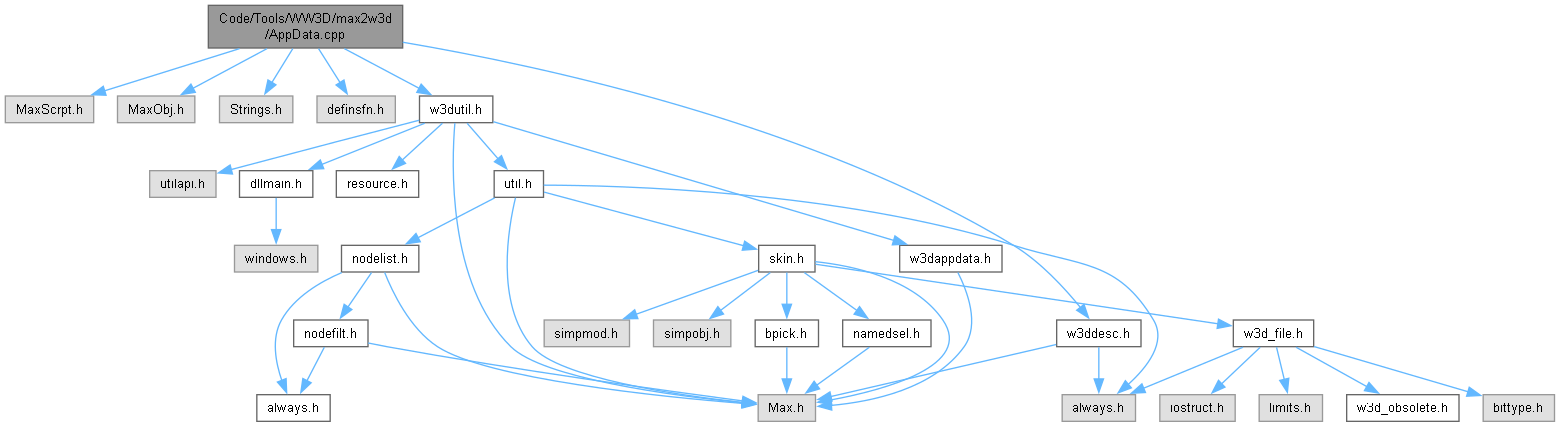 Code/Tools/WW3D/max2w3d
/AppData.cpp
MaxScrpt.h
MaxObj.h
Strings.h
definsfn.h
w3dutil.h
utilapi.h
dllmain.h
resource.h
util.h
windows.h
nodelist.h
skin.h
w3dappdata.h
nodefilt.h
simpmod.h
simpobj.h
bpick.h
namedsel.h
w3ddesc.h
w3d_file.h
always.h
Max.h
always.h
iostruct.h
limits.h
w3d_obsolete.h
bittype.h